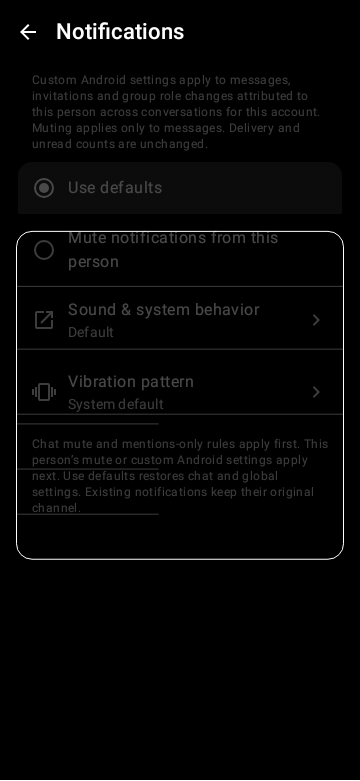 Notifications
Custom Android settings apply to messages,
invitations and group role changes attributed to
this person across conversations for this account.
Muting applies only to messages. Delivery and
unread counts are unchanged.
Use defaults
Mute notifications from this
person
Sound & system behavior
Default
Vibration pattern
System default
Chat mute and mentions-only rules apply first. This
person's mute or custom Android settings apply
next. Use defaults restores chat and global
settings. Existing notifications keep their original
channel.